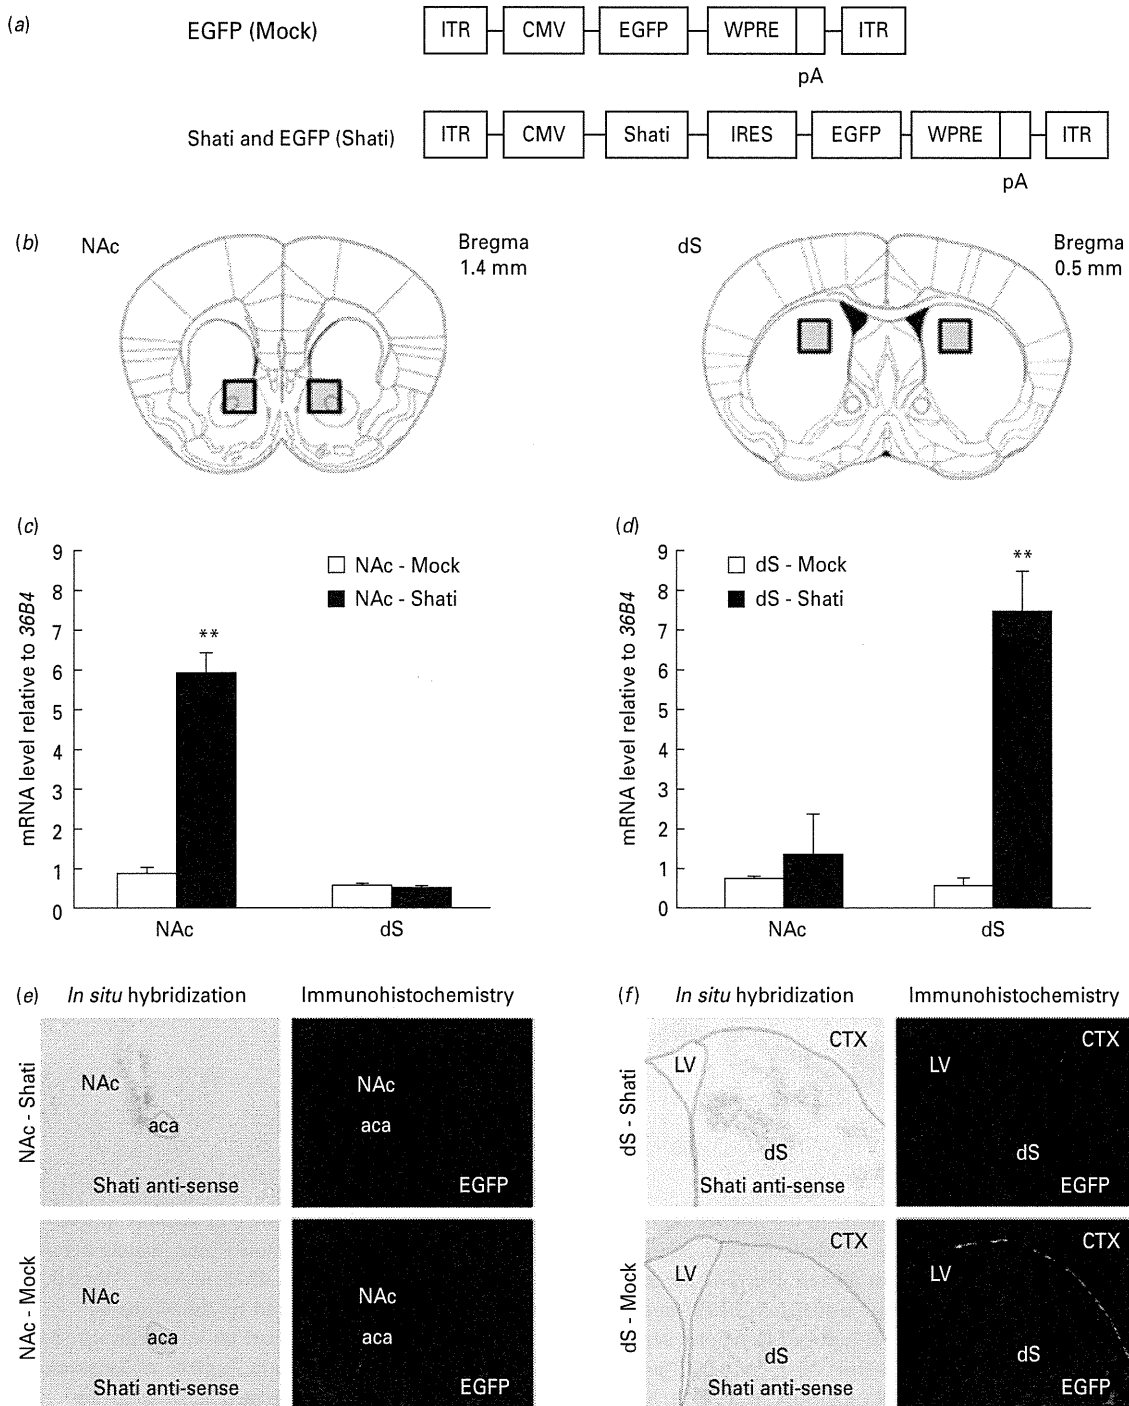 (a)
EGFP (Mock)
ITR CMV EGFP WPRE ITR
pA
Shati and EGFP (Shati)
ITR CMV Shati IRES EGFP WPRE ITR
pA
(b)
NAc
Bregma
1.4 mm
dS
Bregma
0.5 mm
(c)
mRNA level relative to 36B4
9
8
7
6
5
4
3
2
1
0
NAc - Mock
NAc - Shati
**
NAc dS
(d)
mRNA level relative to 36B4
9
8
7
6
5
4
3
2
1
0
dS - Mock
dS - Shati
**
NAc dS
(e)
In situ hybridization Immunohistochemistry
NAc - Shati
NAc
aca
Shati anti-sense
NAc
aca
EGFP
NAc - Mock
NAc
aca
Shati anti-sense
NAc
aca
EGFP
(f)
In situ hybridization Immunohistochemistry
dS - Shati
CTX
LV
dS
Shati anti-sense
CTX
LV
dS
EGFP
dS - Mock
CTX
LV
dS
Shati anti-sense
CTX
LV
dS
EGFP